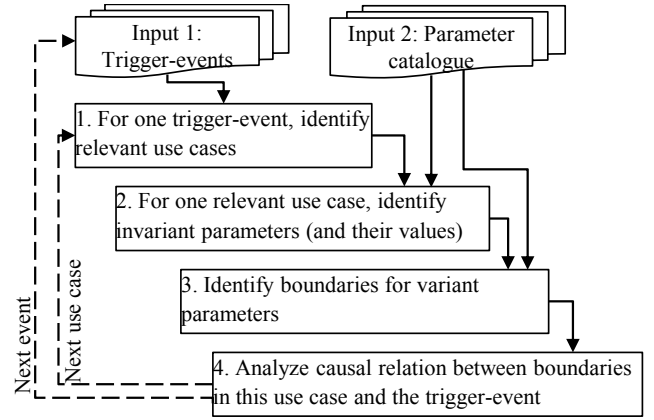 Input 1:
Trigger-events
Input 2: Parameter
catalogue
1. For one trigger-event, identify
relevant use cases
2. For one relevant use case, identify
invariant parameters (and their values)
3. Identify boundaries for variant
parameters
4. Analyze causal relation between boundaries
in this use case and the trigger-event
Next event
Next use case